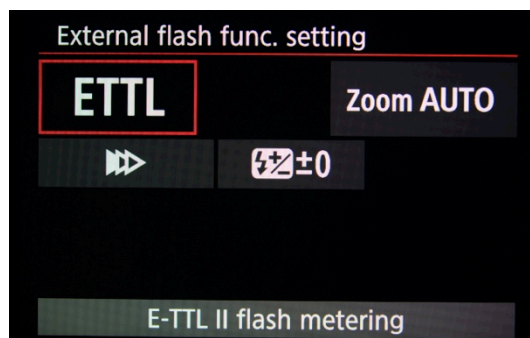 External flash func. setting
ETTL
Zoom AUTO
±0
E-TTL II flash metering